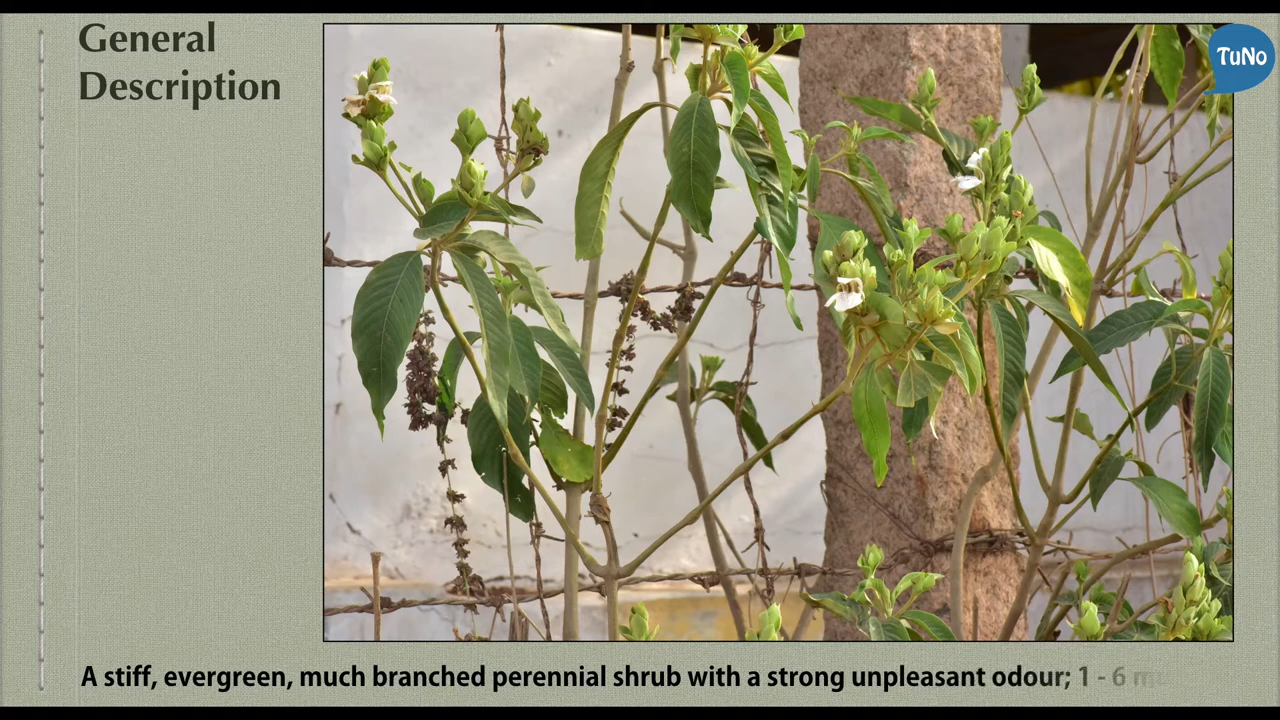 General
Description
TuNo
A stiff, evergreen, much branched perennial shrub with a strong unpleasant odour; 1 - 6